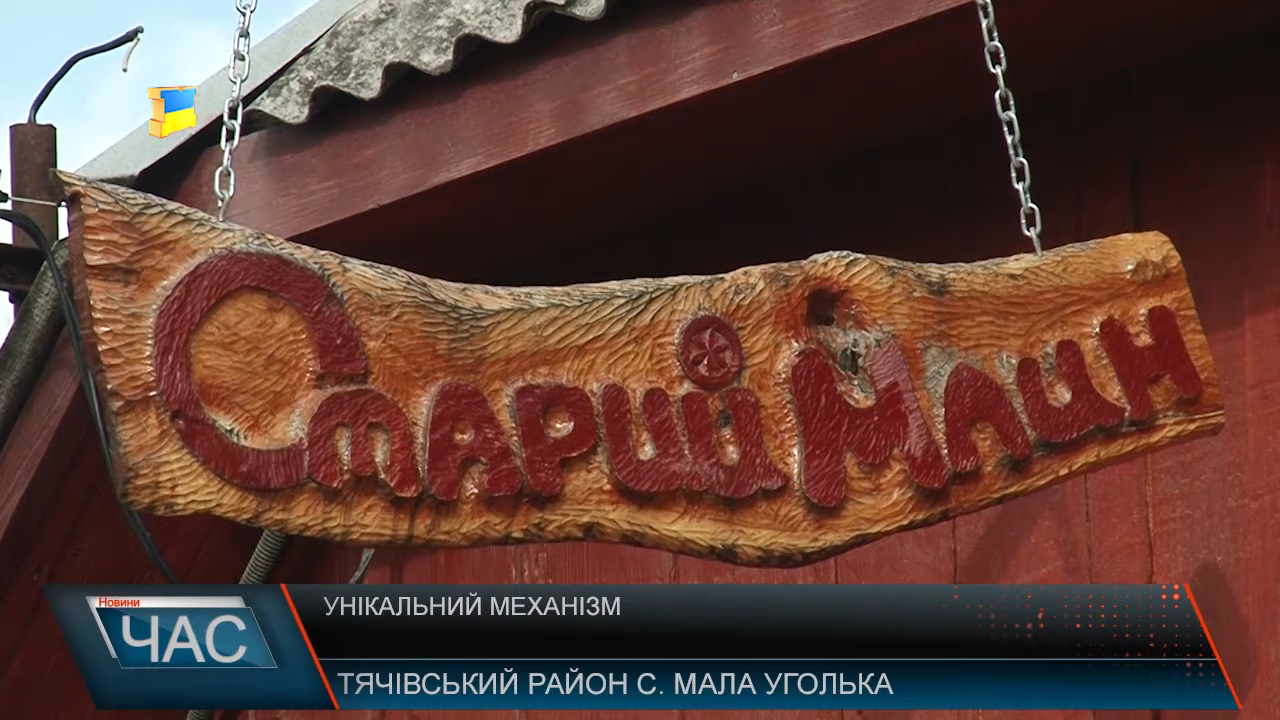 Старий Млин
Новини
ЧАС
УНІКАЛЬНИЙ МЕХАНІЗМ
ТЯЧІВСЬКИЙ РАЙОН С. МАЛА УГОЛЬКА